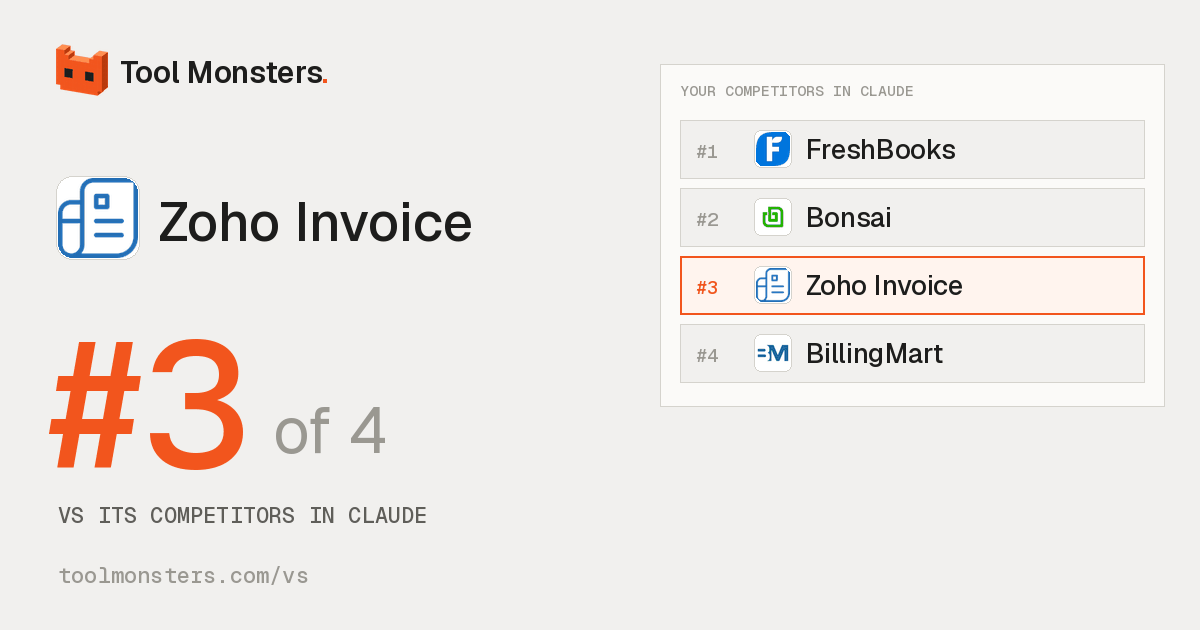 Tool Monsters.
Zoho Invoice
#3 of 4
VS ITS COMPETITORS IN CLAUDE
toolmonsters.com/vs
YOUR COMPETITORS IN CLAUDE
#1 FreshBooks
#2 Bonsai
#3 Zoho Invoice
#4 BillingMart